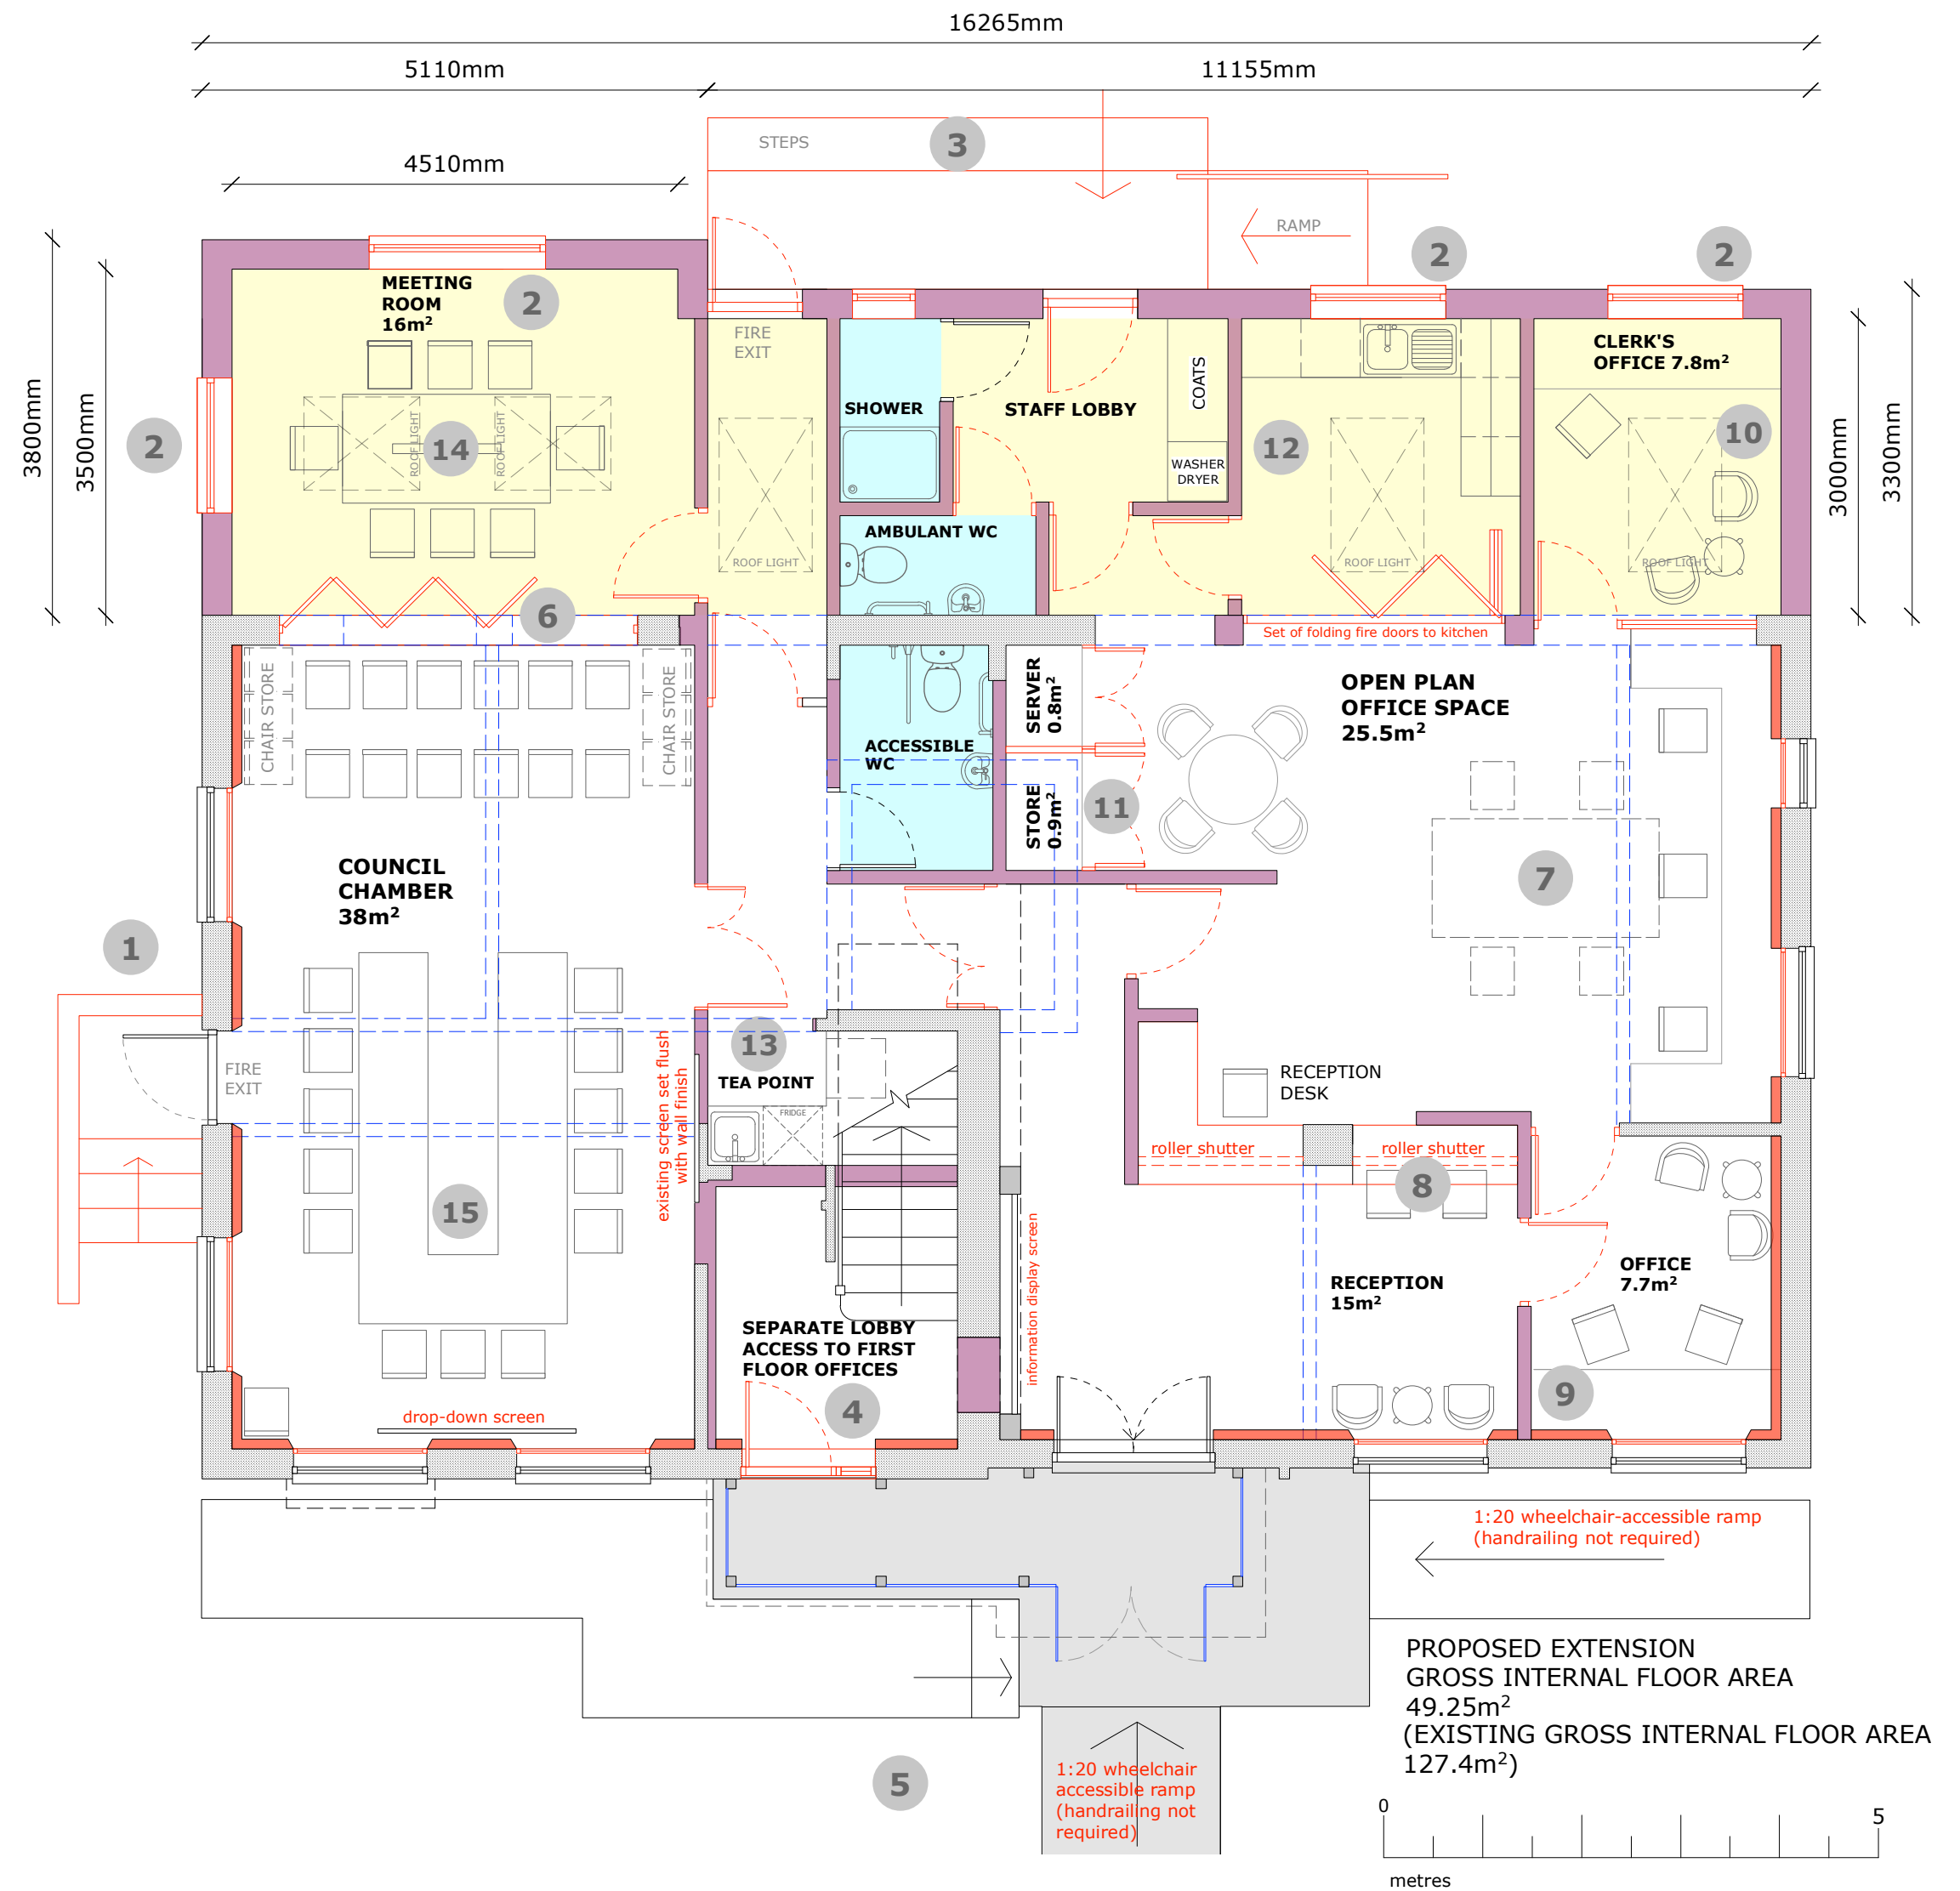 16265mm
5110mm
11155mm
STEPS
3
4510mm
RAMP
2
2
MEETING
ROOM
16m²
2
FIRE
EXIT
CLERK'S
OFFICE 7.8m²
3800mm
3500mm
3000mm
3300mm
COATS
SHOWER
STAFF LOBBY
2
14
ROOF LIGHT
ROOF LIGHT
12
10
WASHER
DRYER
AMBULANT WC
ROOF LIGHT
ROOF LIGHT
ROOF LIGHT
6
Set of folding fire doors to kitchen
CHAIR STORE
CHAIR STORE
SERVER
0.8m²
OPEN PLAN
OFFICE SPACE
25.5m²
ACCESSIBLE
WC
STORE
0.9m²
11
COUNCIL
CHAMBER
38m²
7
1
FIRE
EXIT
existing screen set flush
with wall finish
13
TEA POINT
FRIDGE
RECEPTION
DESK
roller shutter
roller shutter
8
15
information display screen
RECEPTION
15m²
OFFICE
7.7m²
SEPARATE LOBBY
ACCESS TO FIRST
FLOOR OFFICES
4
9
drop-down screen
1:20 wheelchair-accessible ramp
(handrailing not required)
PROPOSED EXTENSION
GROSS INTERNAL FLOOR AREA
49.25m²
(EXISTING GROSS INTERNAL FLOOR AREA
127.4m²)
5
1:20 wheelchair
accessible ramp
(handrailing not
required)
0
5
metres